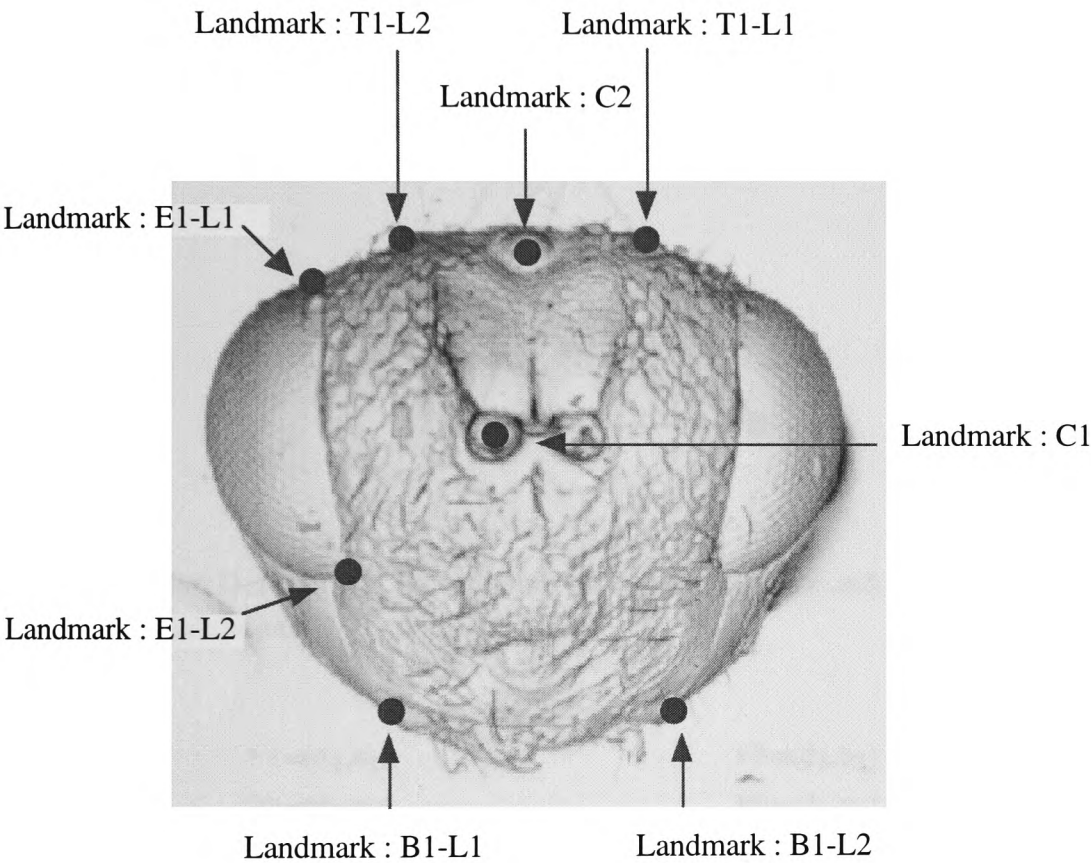 Landmark : T1-L2
Landmark : T1-L1
Landmark : C2
Landmark : E1-L1
Landmark : C1
Landmark : E1-L2
Landmark : B1-L1
Landmark : B1-L2